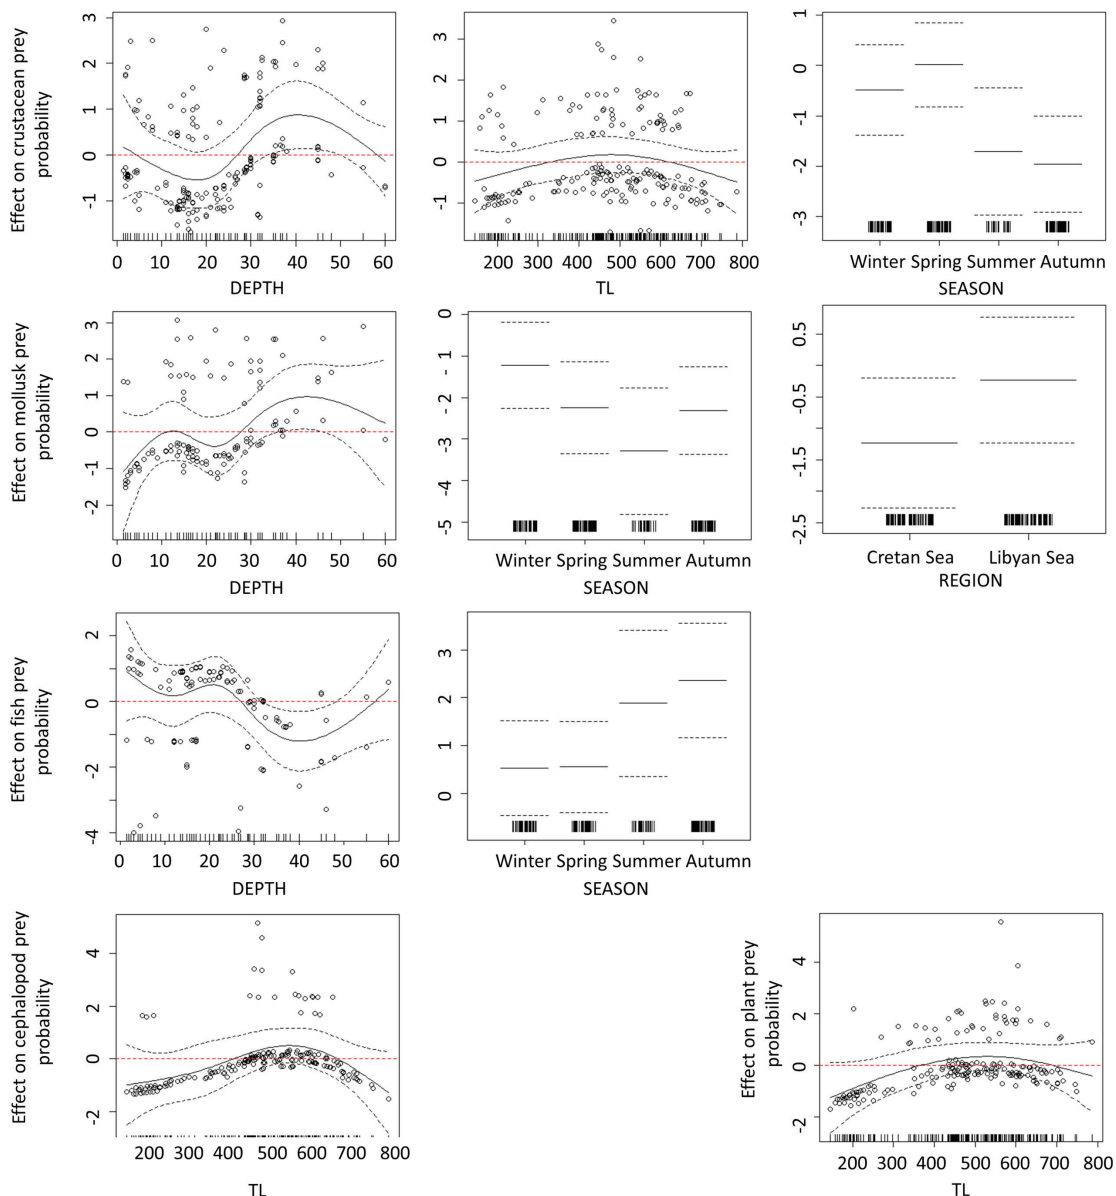 Effect on crustacean prey
probability
3
2
1
0
-1
0 10 20 30 40 50 60
DEPTH
3
2
1
0
-1
200 300 400 500 600 700 800
TL
1
0
-1
-2
-3
Winter Spring Summer Autumn
SEASON
Effect on mollusk prey
probability
3
2
1
0
-1
-2
0 10 20 30 40 50 60
DEPTH
0
-1
-2
-3
-4
-5
Winter Spring Summer Autumn
SEASON
0.5
-0.5
-1.5
-2.5
Cretan Sea Libyan Sea
REGION
Effect on fish prey
probability
2
0
-2
-4
0 10 20 30 40 50 60
DEPTH
3
2
1
0
Winter Spring Summer Autumn
SEASON
Effect on cephalopod prey
probability
4
2
0
-2
200 300 400 500 600 700 800
TL
Effect on plant prey
probability
4
2
0
-2
200 300 400 500 600 700 800
TL